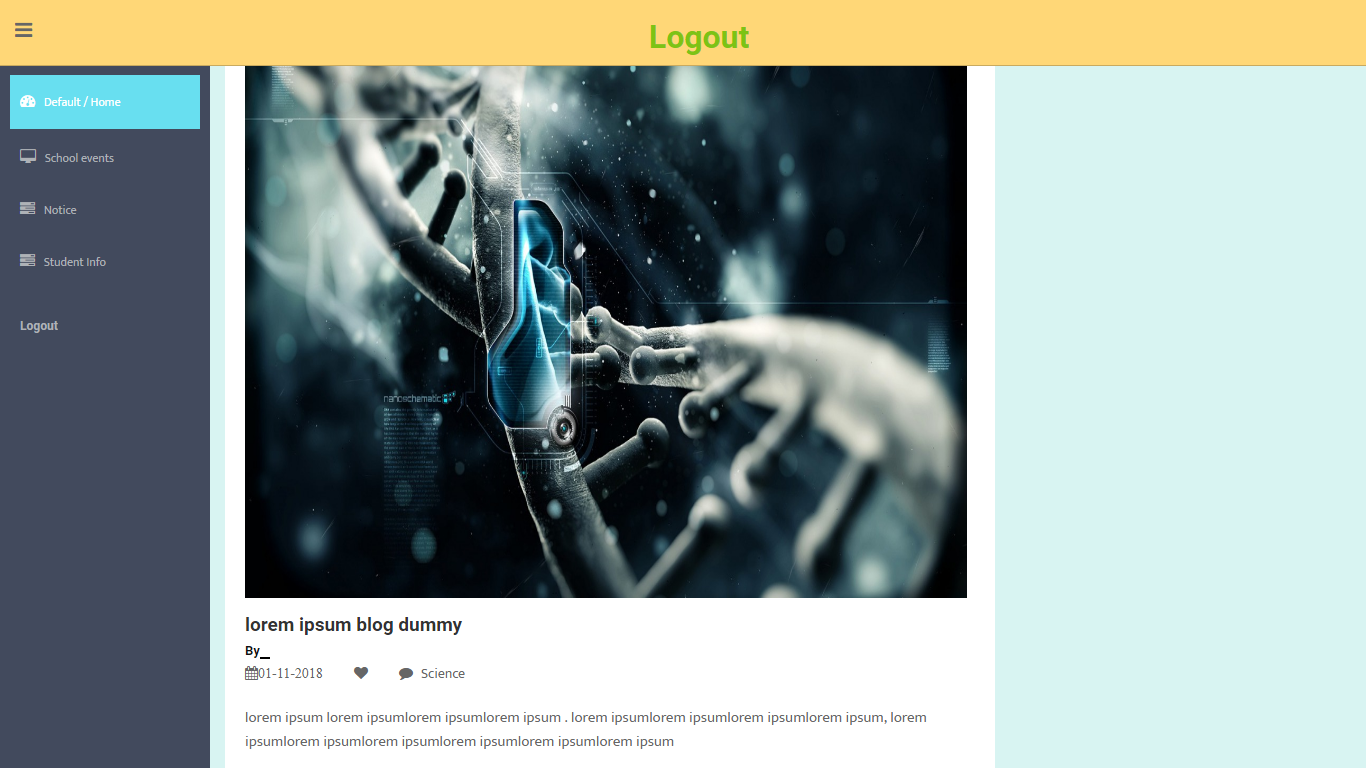 Logout
Default / Home
School events
Notice
Student Info
Logout
nanoschematic
lorem ipsum blog dummy
By_
01-11-2018 Science
lorem ipsum lorem ipsumlorem ipsumlorem ipsum . lorem ipsumlorem ipsumlorem ipsumlorem ipsum, lorem
ipsumlorem ipsumlorem ipsumlorem ipsumlorem ipsumlorem ipsum